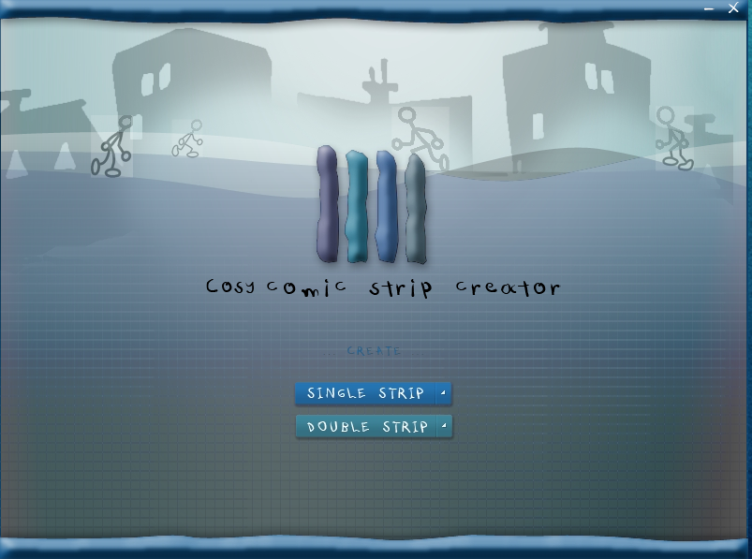 Cosy comic strip creator
CREATE
SINGLE STRIP
DOUBLE STRIP